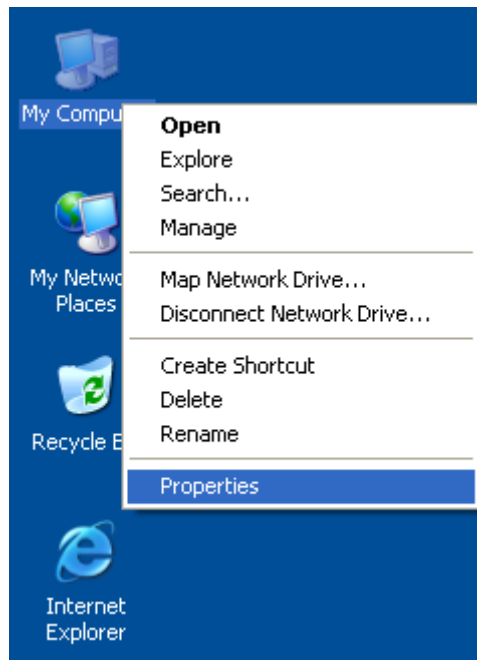 My Compu
Open
Explore
Search...
Manage
Map Network Drive...
Disconnect Network Drive...
Create Shortcut
Delete
Rename
Properties
My Netwo
Places
Recycle B
Internet
Explorer